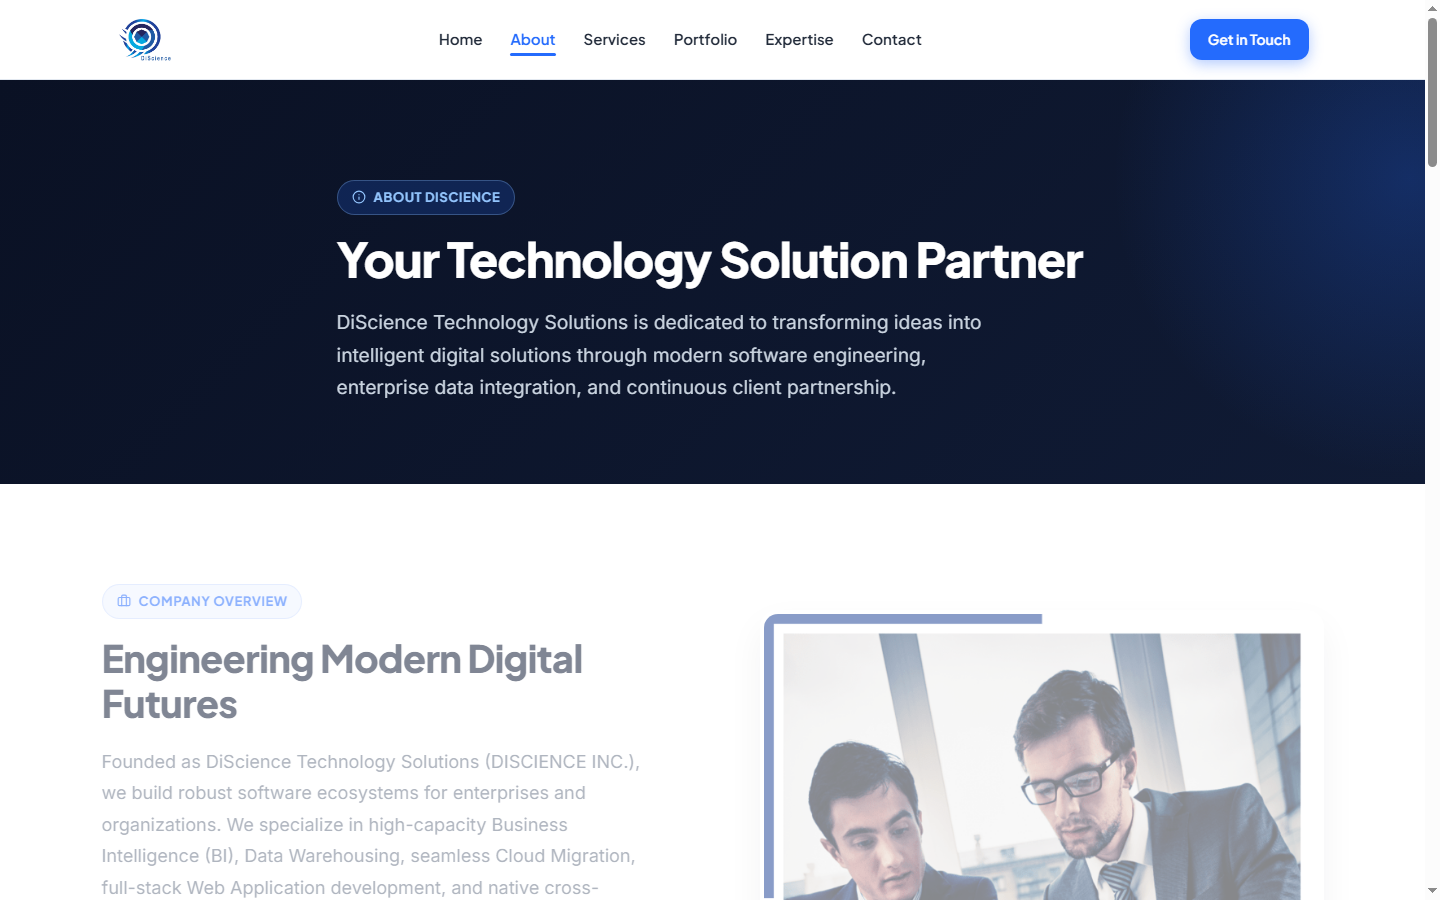 DiScience
Home
About
Services
Portfolio
Expertise
Contact
Get In Touch
ABOUT DISCIENCE
Your Technology Solution Partner
DiScience Technology Solutions is dedicated to transforming ideas into
intelligent digital solutions through modern software engineering,
enterprise data integration, and continuous client partnership.
COMPANY OVERVIEW
Engineering Modern Digital
Futures
Founded as DiScience Technology Solutions (DISCIENCE INC.),
we build robust software ecosystems for enterprises and
organizations. We specialize in high-capacity Business
Intelligence (BI), Data Warehousing, seamless Cloud Migration,
full-stack Web Application development, and native cross-